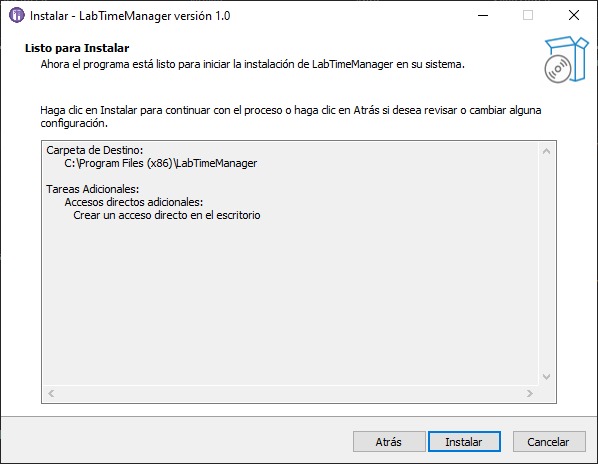 Instalar - LabTimeManager versión 1.0
Listo para Instalar
Ahora el programa está listo para iniciar la instalación de LabTimeManager en su sistema.
Haga clic en Instalar para continuar con el proceso o haga clic en Atrás si desea revisar o cambiar alguna
configuración.
Carpeta de Destino:
C:\Program Files (x86)\LabTimeManager
Tareas Adicionales:
Accesos directos adicionales:
Crear un acceso directo en el escritorio
Atrás
Instalar
Cancelar